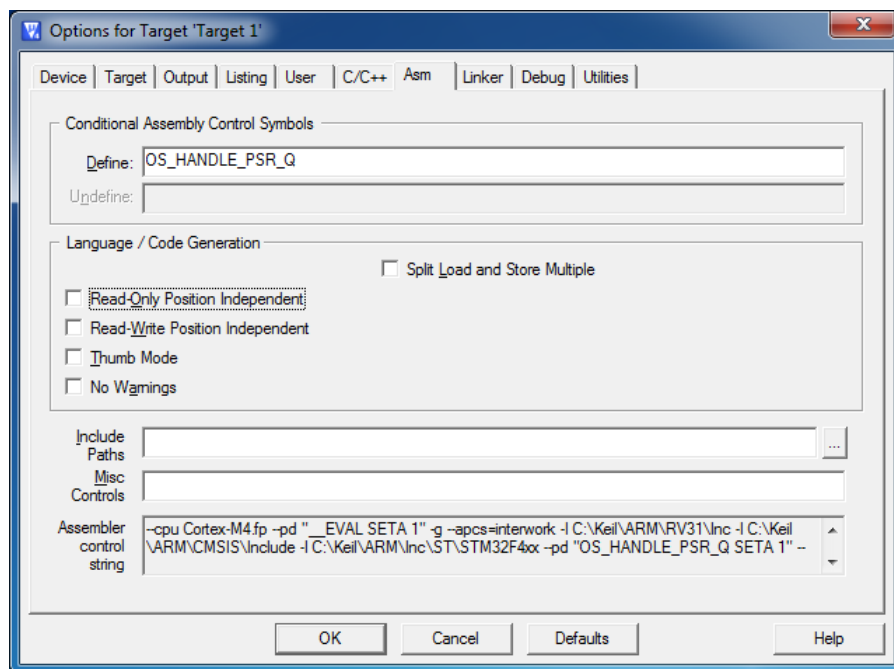 Options for Target 'Target 1'
Device Target Output Listing User C/C++ Asm Linker Debug Utilities
Conditional Assembly Control Symbols
Define: OS_HANDLE_PSR_Q
Undefine:
Language / Code Generation
Split Load and Store Multiple
Read-Only Position Independent
Read-Write Position Independent
Thumb Mode
No Warnings
Include
Paths
...
Misc
Controls
Assembler
control
string
--cpu Cortex-M4.fp --pd "__EVAL SETA 1" -g --apcs=interwork -I C:\Keil\ARM\RV31\Inc -I C:\Keil
\ARM\CMSIS\Include -I C:\Keil\ARM\Inc\ST\STM32F4xx --pd "OS_HANDLE_PSR_Q SETA 1" --
OK Cancel Defaults Help